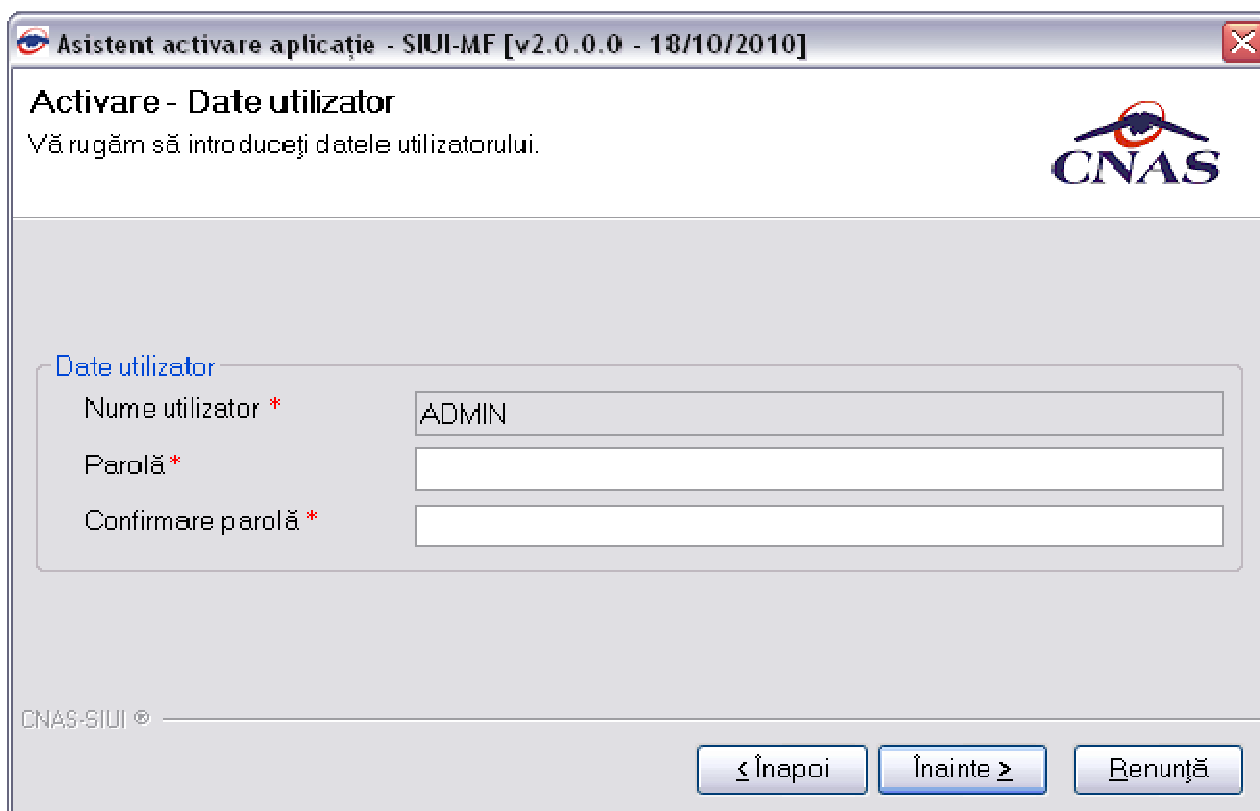 Asistent activare aplicație - SIUI-MF [v2.0.0.0 - 18/10/2010]
Activare - Date utilizator
Vă rugăm să introduceți datele utilizatorului.
CNAS
Date utilizator
Nume utilizator *
ADMIN
Parolă *
Confirmare parolă *
CNAS-SIUI ®
< Înapoi
Înainte >
Renunță